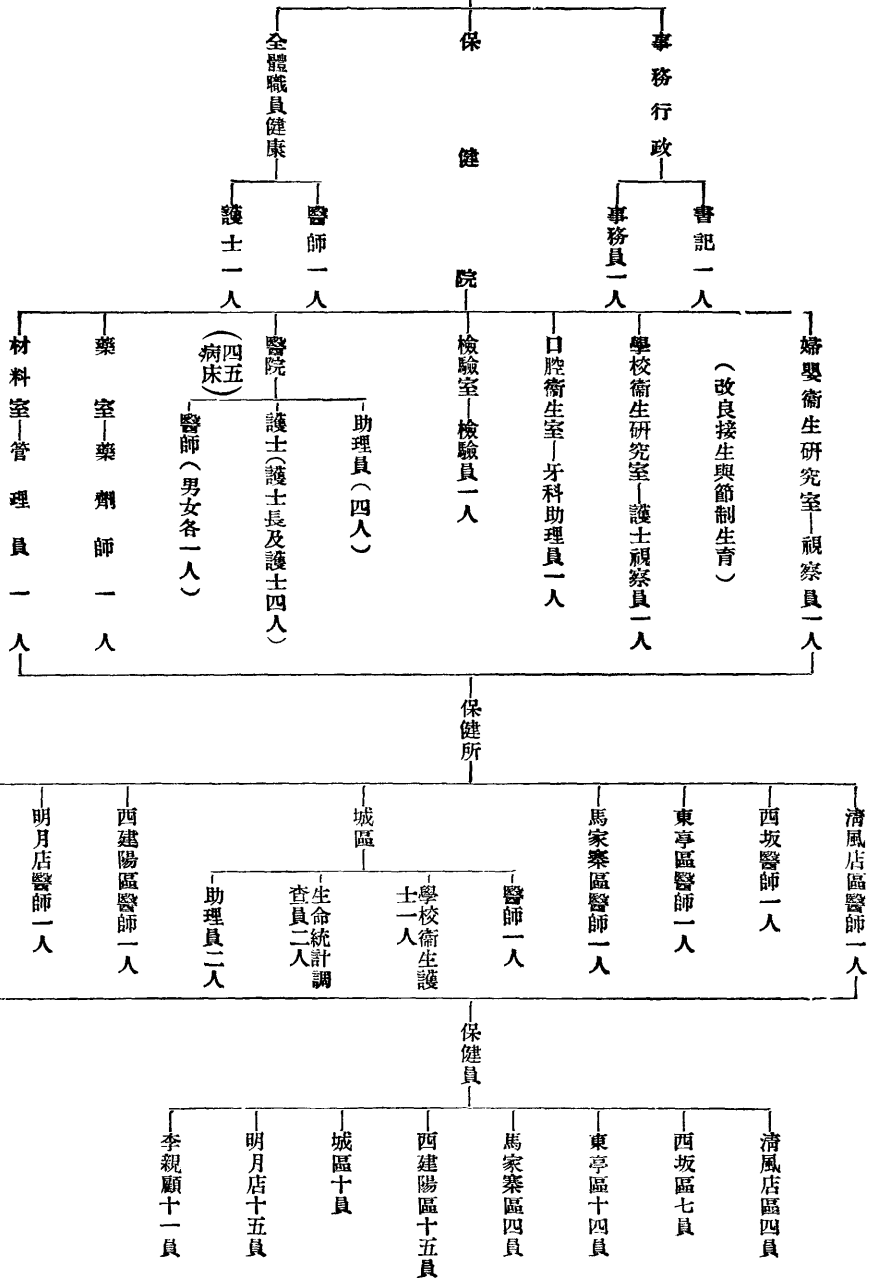 事務行政
書記一人
事務員一人
保健院
全體職員健康
醫師一人
護士一人
婦嬰衞生研究室—視察員一人
(改良接生與節制生育)
學校衞生研究室—護士視察員一人
口腔衞生室—牙科助理員一人
檢驗室—檢驗員一人
醫院
(四五
病床)
助理員(四人)
護士(護士長及護士四人)
醫師(男女各一人)
藥室—藥劑師一人
材料室—管理員一人
保健所
淸風店區醫師一人
西坂醫師一人
東亭區醫師一人
馬家寨區醫師一人
城區
醫師一人
學校衞生護
士一人
生命統計調
查員二人
助理員二人
西建陽區醫師一人
明月店醫師一人
保健員
淸風店區四員
西坂區七員
東亭區十四員
馬家寨區四員
西建陽區十五員
城區十員
明月店十五員
李親顧十一員